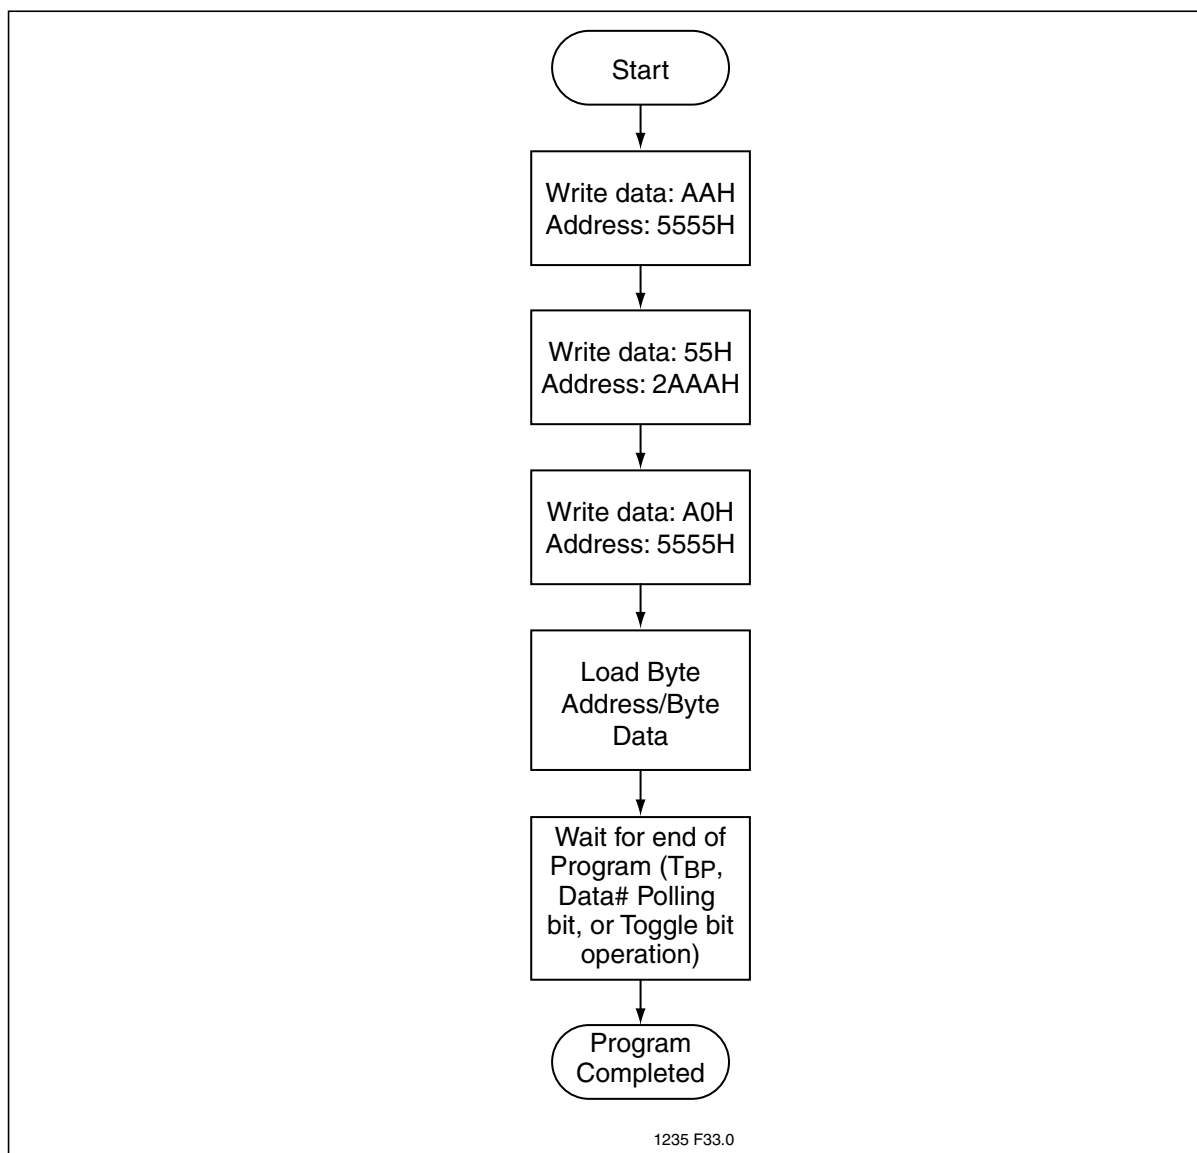 Start
Write data: AAH
Address: 5555H
Write data: 55H
Address: 2AAAH
Write data: A0H
Address: 5555H
Load Byte
Address/Byte
Data
Wait for end of
Program (TBP,
Data# Polling
bit, or Toggle bit
operation)
Program
Completed
1235 F33.0